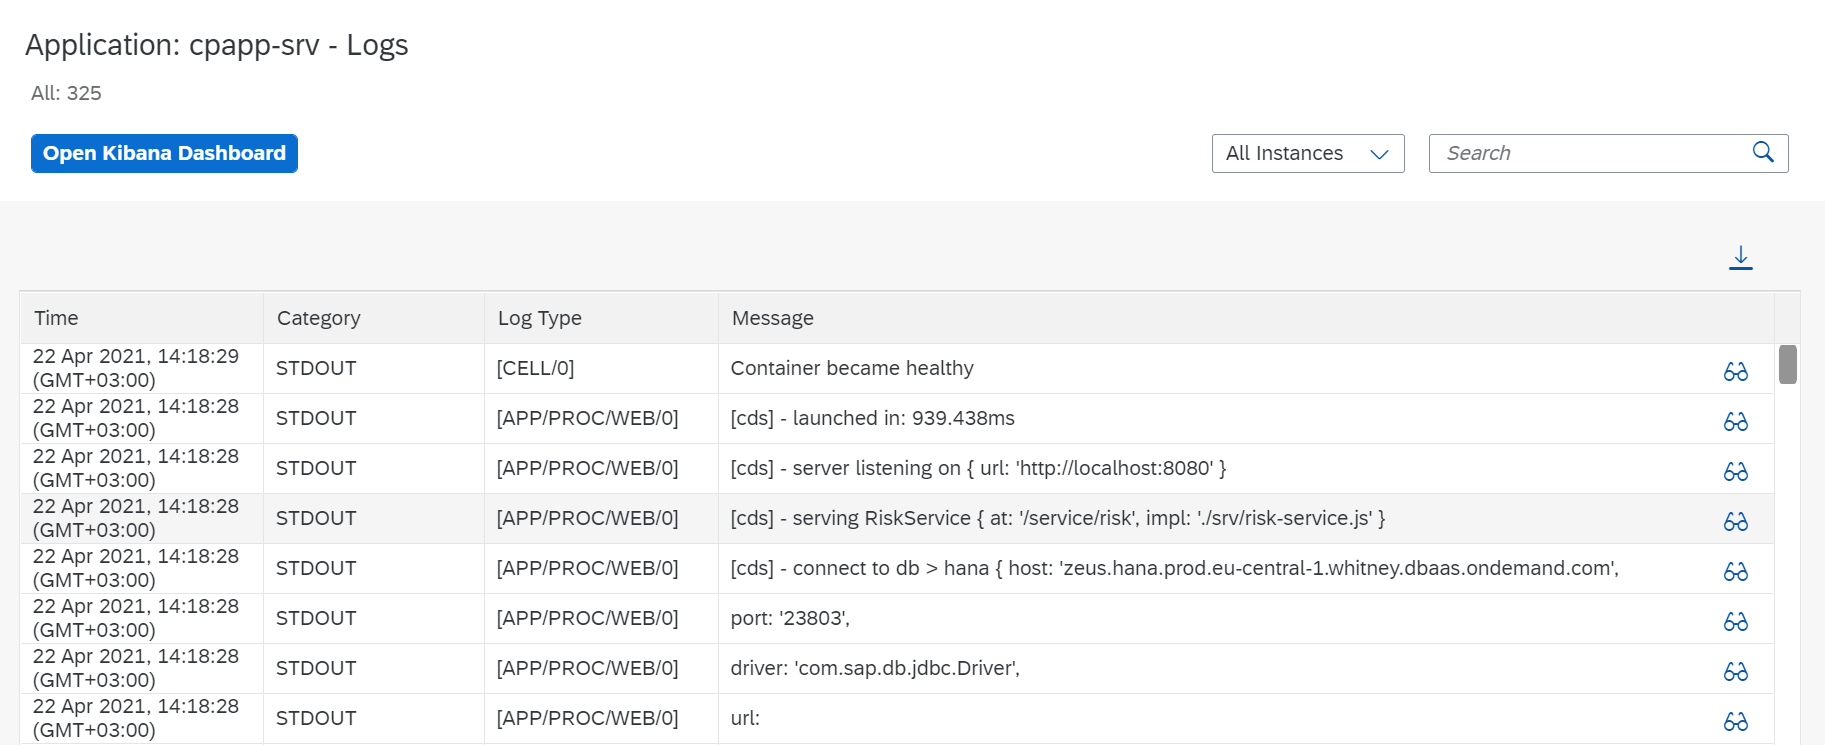 Application: cpapp-srv - Logs
All: 325
Open Kibana Dashboard
All Instances
Search
Time Category Log Type Message
22 Apr 2021, 14:18:29
(GMT+03:00) STDOUT [CELL/0] Container became healthy
22 Apr 2021, 14:18:28
(GMT+03:00) STDOUT [APP/PROC/WEB/0] [cds] - launched in: 939.438ms
22 Apr 2021, 14:18:28
(GMT+03:00) STDOUT [APP/PROC/WEB/0] [cds] - server listening on { url: 'http://localhost:8080' }
22 Apr 2021, 14:18:28
(GMT+03:00) STDOUT [APP/PROC/WEB/0] [cds] - serving RiskService { at: '/service/risk', impl: './srv/risk-service.js' }
22 Apr 2021, 14:18:28
(GMT+03:00) STDOUT [APP/PROC/WEB/0] [cds] - connect to db > hana { host: 'zeus.hana.prod.eu-central-1.whitney.dbaas.ondemand.com',
22 Apr 2021, 14:18:28
(GMT+03:00) STDOUT [APP/PROC/WEB/0] port: '23803',
22 Apr 2021, 14:18:28
(GMT+03:00) STDOUT [APP/PROC/WEB/0] driver: 'com.sap.db.jdbc.Driver',
22 Apr 2021, 14:18:28
(GMT+03:00) STDOUT [APP/PROC/WEB/0] url: